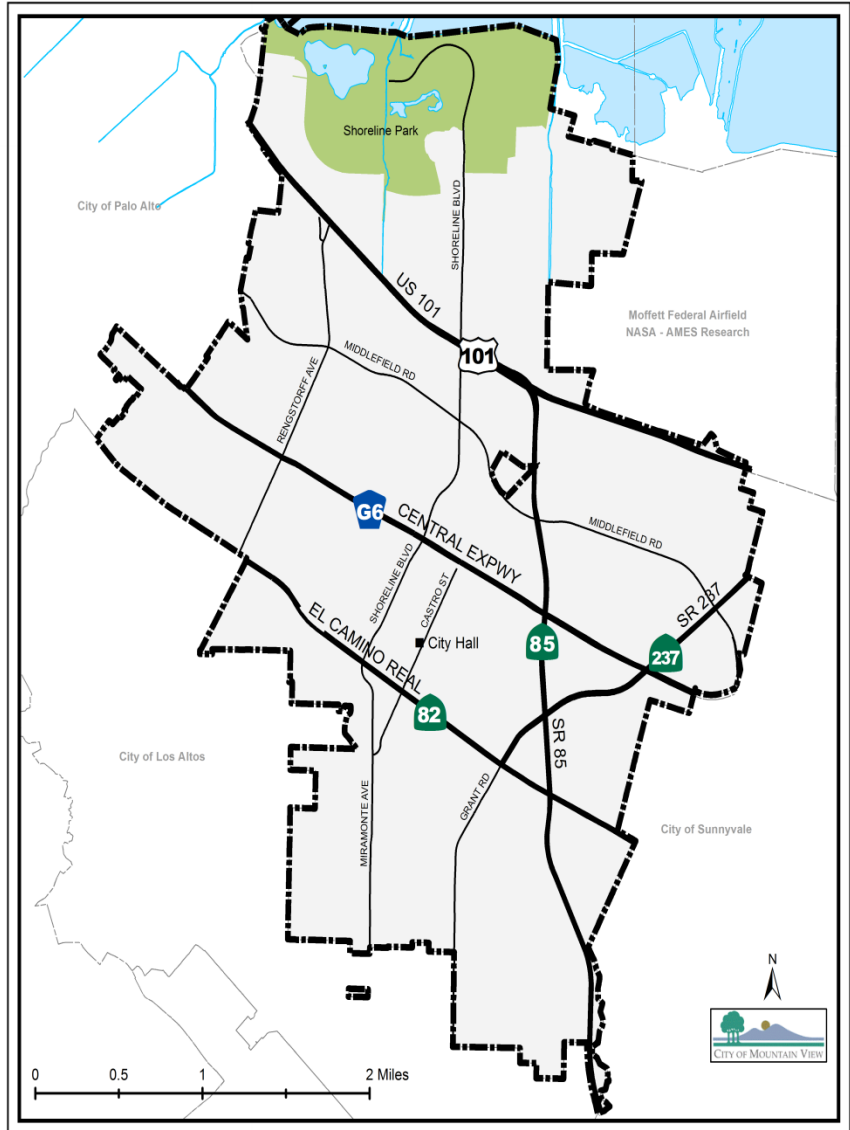 Shoreline Park
City of Palo Alto
SHORELINE BLVD
US 101
Moffett Federal Airfield
NASA - AMES Research
101
MIDDLEFIELD RD
RENGSTORFF AVE
G6
CENTRAL EXPWY
MIDDLEFIELD RD
SHORELINE BLVD
CASTRO ST
SR 237
EL CAMINO REAL
City Hall
85
237
82
SR 85
City of Los Altos
GRANT RD
MIRAMONTE AVE
City of Sunnyvale
N
CITY OF MOUNTAIN VIEW
0 0.5 1 2 Miles